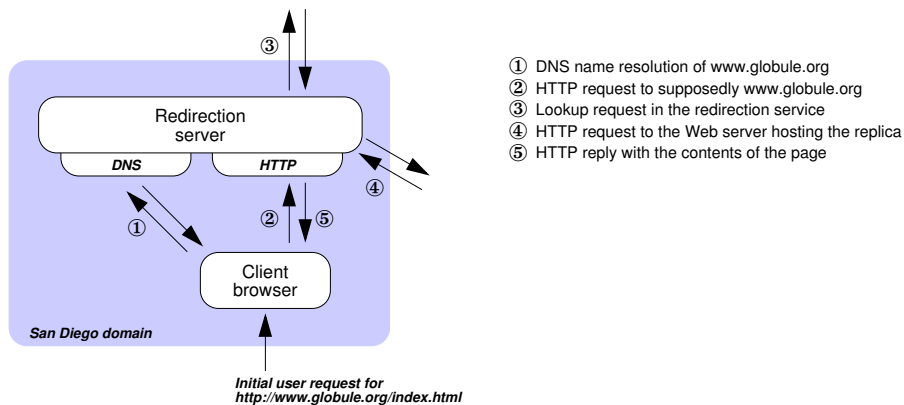 ③
Redirection
server
DNS
HTTP
④
①
②
⑤
Client
browser
San Diego domain
Initial user request for
http://www.globule.org/index.html
① DNS name resolution of www.globule.org
② HTTP request to supposedly www.globule.org
③ Lookup request in the redirection service
④ HTTP request to the Web server hosting the replica
⑤ HTTP reply with the contents of the page